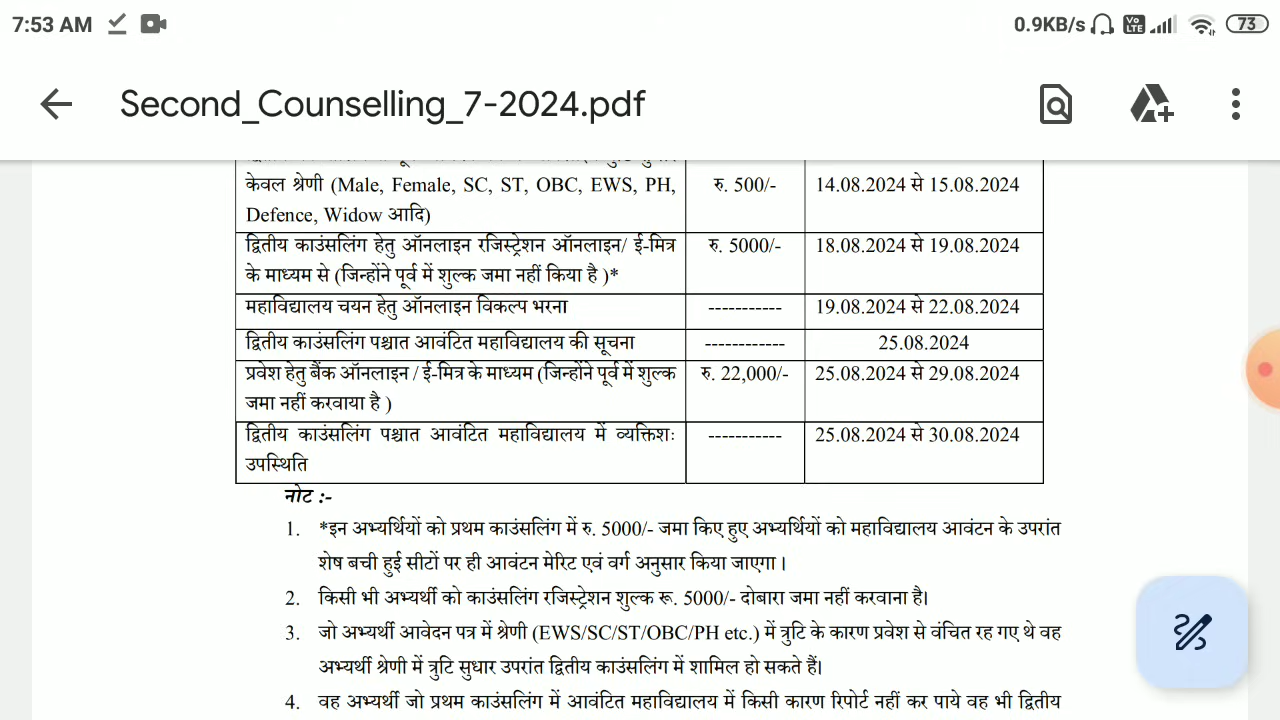 7:53 AM 0.9KB/s Vo LTE 73
Second_Counselling_7-2024.pdf
केवल श्रेणी (Male, Female, SC, ST, OBC, EWS, PH, रु. 500/- 14.08.2024 से 15.08.2024
Defence, Widow आदि)
द्वितीय काउंसलिंग हेतु ऑनलाइन रजिस्ट्रेशन ऑनलाइन/ ई-मित्र रु. 5000/- 18.08.2024 से 19.08.2024
के माध्यम से (जिन्होंने पूर्व में शुल्क जमा नहीं किया है )*
महाविद्यालय चयन हेतु ऑनलाइन विकल्प भरना ----------- 19.08.2024 से 22.08.2024
द्वितीय काउंसलिंग पश्चात आवंटित महाविद्यालय की सूचना ------------ 25.08.2024
प्रवेश हेतु बैंक ऑनलाइन / ई-मित्र के माध्यम (जिन्होंने पूर्व में शुल्क रु. 22,000/- 25.08.2024 से 29.08.2024
जमा नहीं करवाया है )
द्वितीय काउंसलिंग पश्चात आवंटित महाविद्यालय में व्यक्तिशः ----------- 25.08.2024 से 30.08.2024
उपस्थिति
नोट :-
1. *इन अभ्यर्थियों को प्रथम काउंसलिंग में रु. 5000/- जमा किए हुए अभ्यर्थियों को महाविद्यालय आवंटन के उपरांत
शेष बची हुई सीटों पर ही आवंटन मेरिट एवं वर्ग अनुसार किया जाएगा।
2. किसी भी अभ्यर्थी को काउंसलिंग रजिस्ट्रेशन शुल्क रू. 5000/- दोबारा जमा नहीं करवाना है।
3. जो अभ्यर्थी आवेदन पत्र में श्रेणी (EWS/SC/ST/OBC/PH etc.) में त्रुटि के कारण प्रवेश से वंचित रह गए थे वह
अभ्यर्थी श्रेणी में त्रुटि सुधार उपरांत द्वितीय काउंसलिंग में शामिल हो सकते हैं।
4. वह अभ्यर्थी जो प्रथम काउंसलिंग में आवंटित महाविद्यालय में किसी कारण रिपोर्ट नहीं कर पाये वह भी द्वितीय